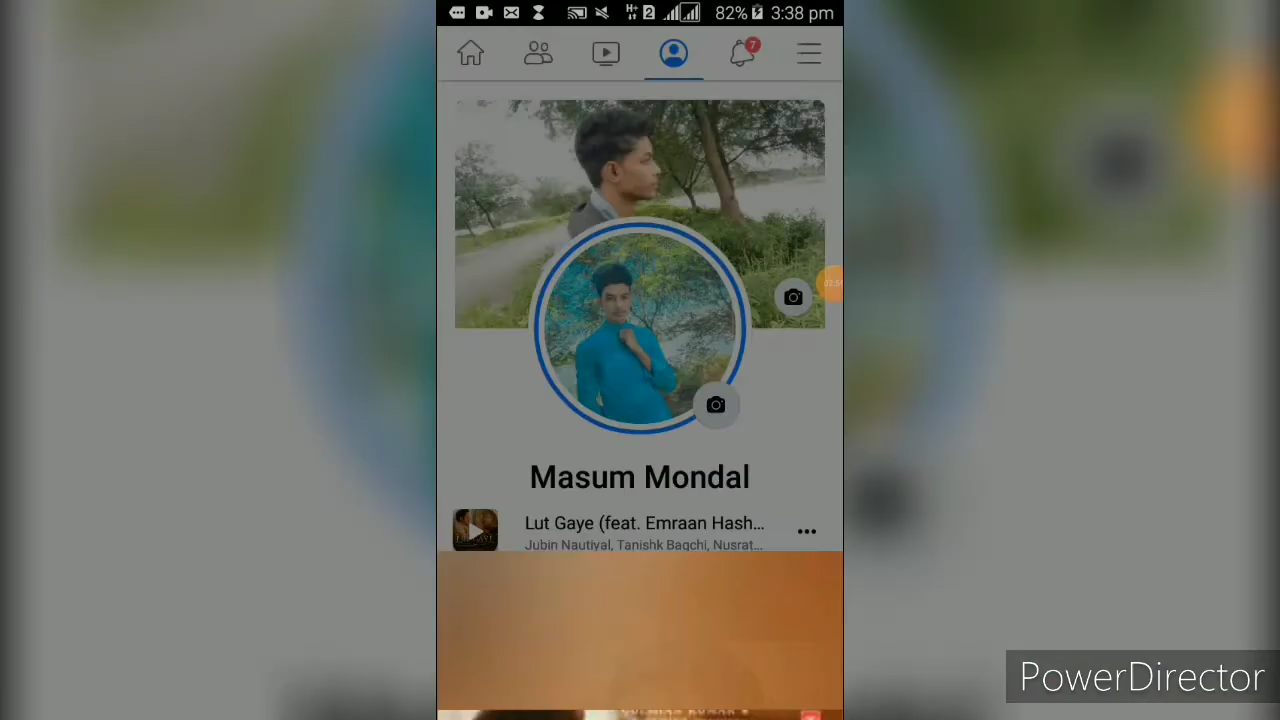 82% 3:38 pm
7
Masum Mondal
Lut Gaye (feat. Emraan Hash...
Jubin Nautiyal, Tanishk Bagchi, Nusrat...
PowerDirector